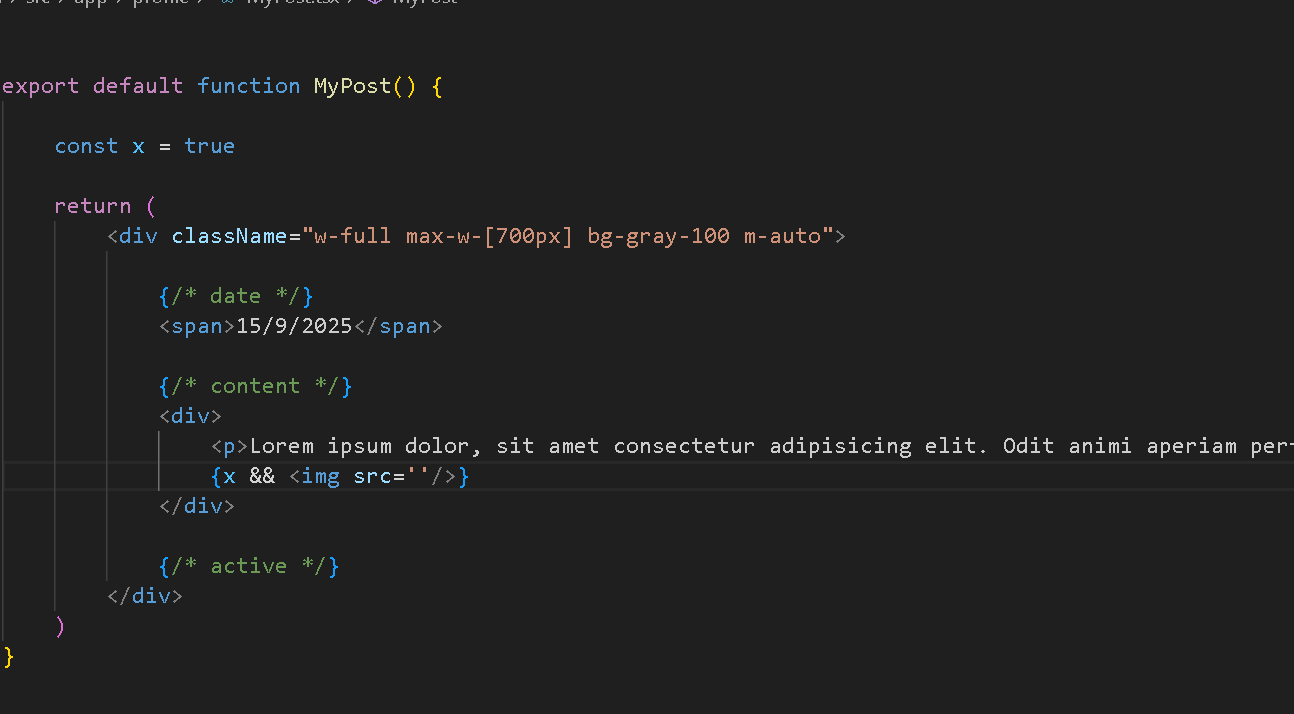 src > app > profile > MyPost.tsx > MyPost
export default function MyPost() {
const x = true
return (
<div className="w-full max-w-[700px] bg-gray-100 m-auto">
{/* date */}
<span>15/9/2025</span>
{/* content */}
<div>
<p>Lorem ipsum dolor, sit amet consectetur adipisicing elit. Odit animi aperiam per
{x && <img src=''/>}
</div>
{/* active */}
</div>
)
}